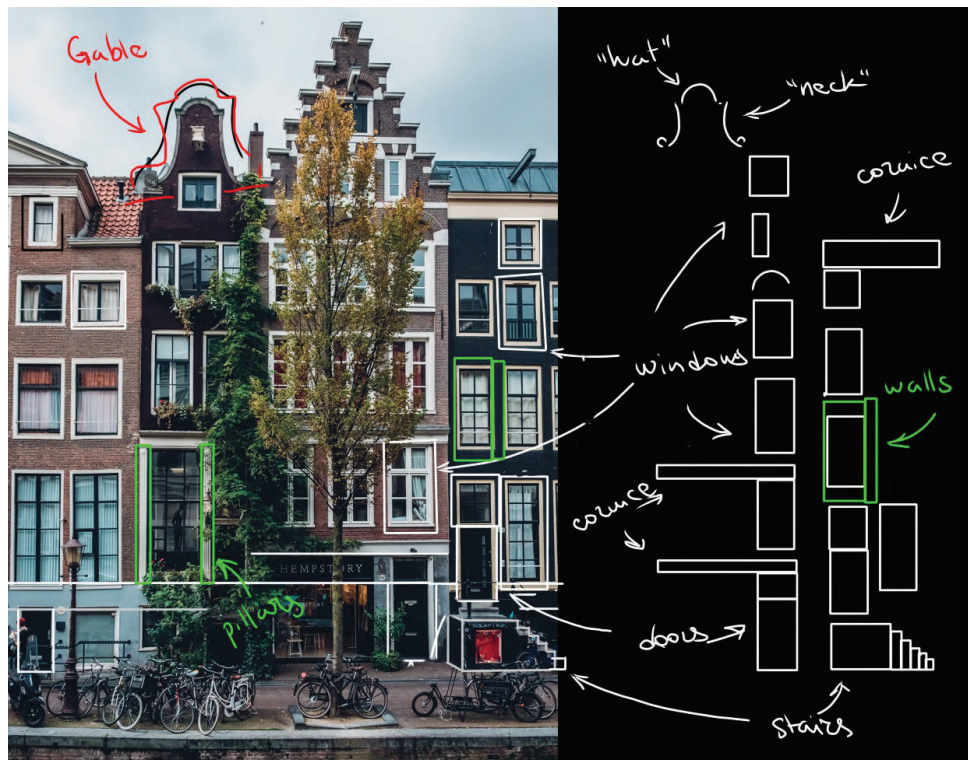 Gable
"hat"
"neck"
cornice
windows
walls
cornice
HEMPSTORY
pillars
doors
stairs